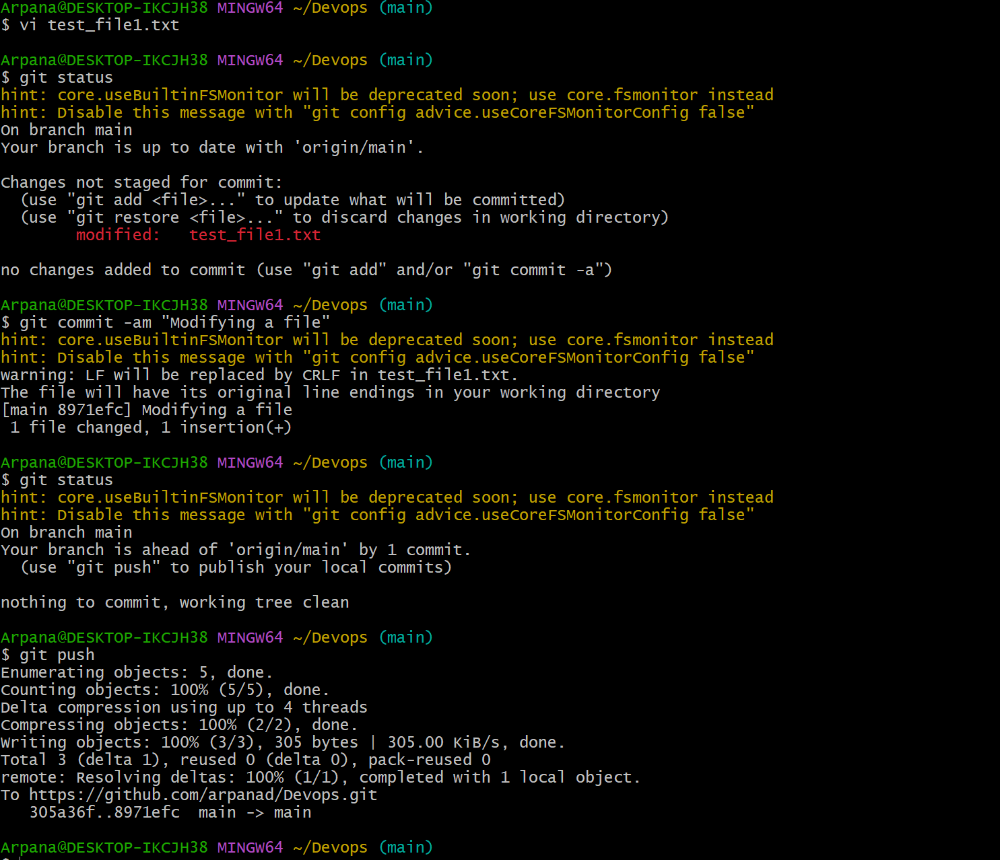 Arpana@DESKTOP-IKCJH38 MINGW64 ~/Devops (main)
$ vi test_file1.txt
Arpana@DESKTOP-IKCJH38 MINGW64 ~/Devops (main)
$ git status
hint: core.useBuiltinFSMonitor will be deprecated soon; use core.fsmonitor instead
hint: Disable this message with "git config advice.useCoreFSMonitorConfig false"
On branch main
Your branch is up to date with 'origin/main'.
Changes not staged for commit:
  (use "git add <file>..." to update what will be committed)
  (use "git restore <file>..." to discard changes in working directory)
        modified:   test_file1.txt
no changes added to commit (use "git add" and/or "git commit -a")
Arpana@DESKTOP-IKCJH38 MINGW64 ~/Devops (main)
$ git commit -am "Modifying a file"
hint: core.useBuiltinFSMonitor will be deprecated soon; use core.fsmonitor instead
hint: Disable this message with "git config advice.useCoreFSMonitorConfig false"
warning: LF will be replaced by CRLF in test_file1.txt.
The file will have its original line endings in your working directory
[main 8971efc] Modifying a file
 1 file changed, 1 insertion(+)
Arpana@DESKTOP-IKCJH38 MINGW64 ~/Devops (main)
$ git status
hint: core.useBuiltinFSMonitor will be deprecated soon; use core.fsmonitor instead
hint: Disable this message with "git config advice.useCoreFSMonitorConfig false"
On branch main
Your branch is ahead of 'origin/main' by 1 commit.
  (use "git push" to publish your local commits)
nothing to commit, working tree clean
Arpana@DESKTOP-IKCJH38 MINGW64 ~/Devops (main)
$ git push
Enumerating objects: 5, done.
Counting objects: 100% (5/5), done.
Delta compression using up to 4 threads
Compressing objects: 100% (2/2), done.
Writing objects: 100% (3/3), 305 bytes | 305.00 KiB/s, done.
Total 3 (delta 1), reused 0 (delta 0), pack-reused 0
remote: Resolving deltas: 100% (1/1), completed with 1 local object.
To https://github.com/arpanad/Devops.git
   305a36f..8971efc  main -> main
Arpana@DESKTOP-IKCJH38 MINGW64 ~/Devops (main)